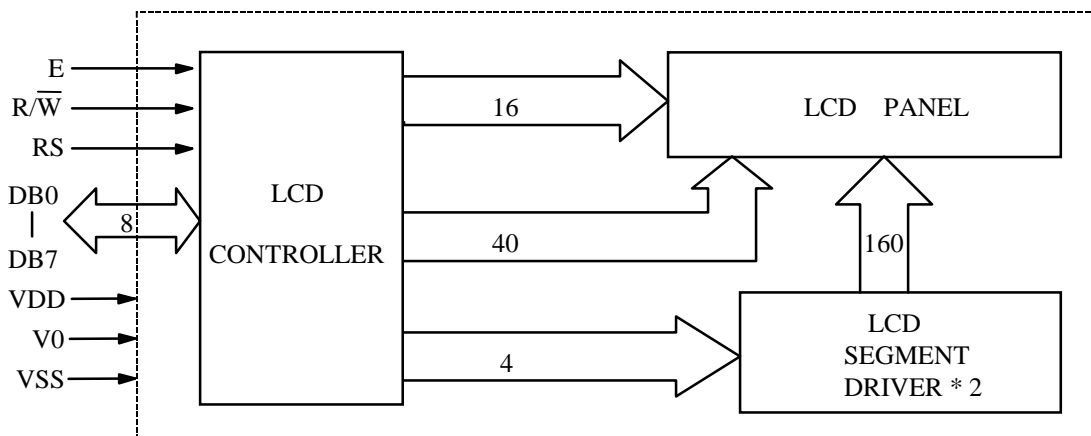 E
R/W̅
RS
DB0
DB7
VDD
V0
VSS
8
LCD
CONTROLLER
16
40
4
LCD PANEL
160
LCD
SEGMENT
DRIVER * 2